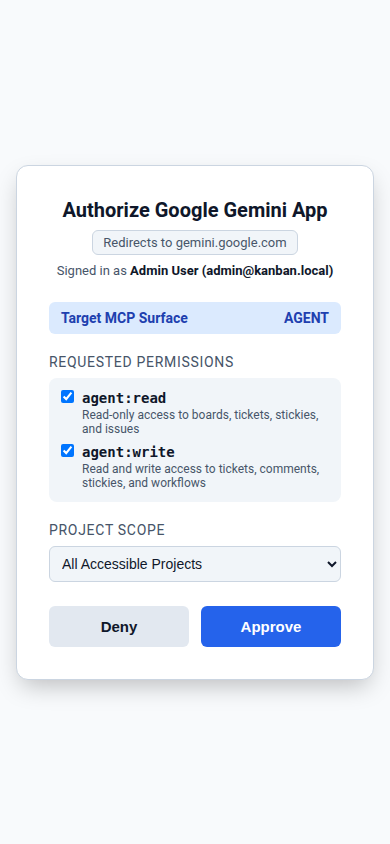 Authorize Google Gemini App
Redirects to gemini.google.com
Signed in as Admin User (admin@kanban.local)
Target MCP Surface AGENT
REQUESTED PERMISSIONS
agent:read
Read-only access to boards, tickets, stickies,
and issues
agent:write
Read and write access to tickets, comments,
stickies, and workflows
PROJECT SCOPE
All Accessible Projects
Deny Approve